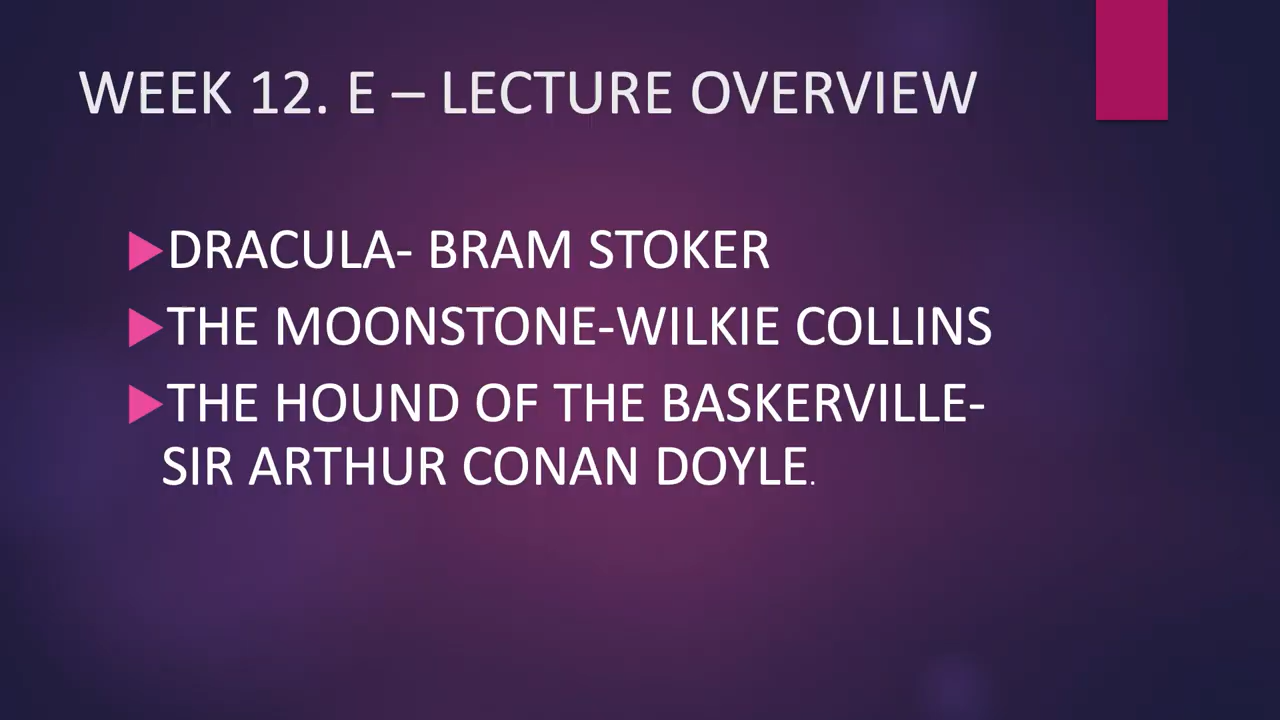 WEEK 12. E – LECTURE OVERVIEW
DRACULA- BRAM STOKER
THE MOONSTONE-WILKIE COLLINS
THE HOUND OF THE BASKERVILLE-
SIR ARTHUR CONAN DOYLE.